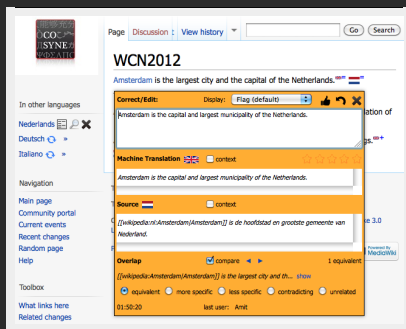 COC
SYNE
Page Discussion View history
Go Search
WCN2012
Amsterdam is the largest city and the capital of the Netherlands.
Correct/Edit: Display: Flag (default)
Amsterdam is the capital and largest municipality of the Netherlands.
lation of
gs.
Machine Translation context
Amsterdam is the capital and largest municipality of the Netherlands.
Source context
[[wikipedia:nl:Amsterdam|Amsterdam]] is de hoofdstad en grootste gemeente van
Nederland.
ke 3.0
Powered By
MediaWiki
Overlap compare 1 equivalent
[[wikipedia:Amsterdam|Amsterdam]] is the largest city and th... show
equivalent more specific less specific contradicting unrelated
01:50:20 last user: Amit
In other languages
Nederlands
Deutsch »
Italiano »
Navigation
Main page
Community portal
Current events
Recent changes
Random page
Help
Toolbox
What links here
Related changes